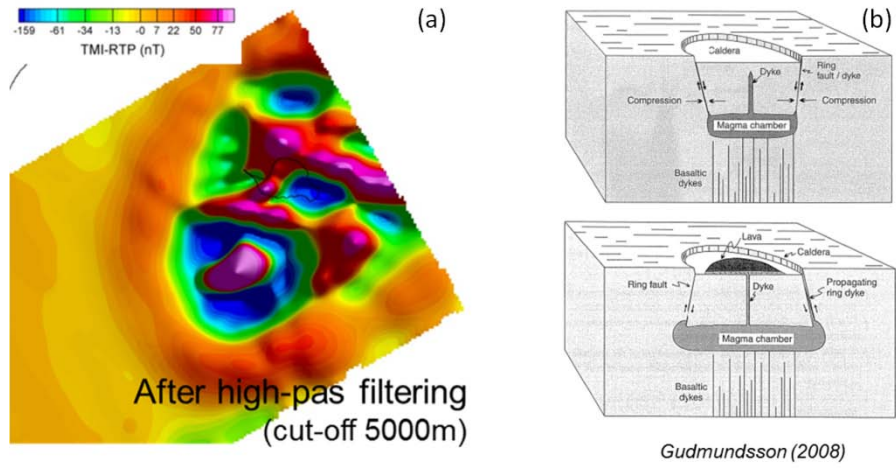 (a)
-159 -61 -34 -13 -7 22 50 77
TMI-RTP (nT)
After high-pas filtering
(cut-off 5000m)
(b)
Caldera
Dyke
Ring
fault / dyke
Compression
Compression
Magma chamber
Basaltic
dykes
Lava
Caldera
Ring fault
Dyke
Propagating
ring dyke
Magma chamber
Basaltic
dykes
Gudmundsson (2008)